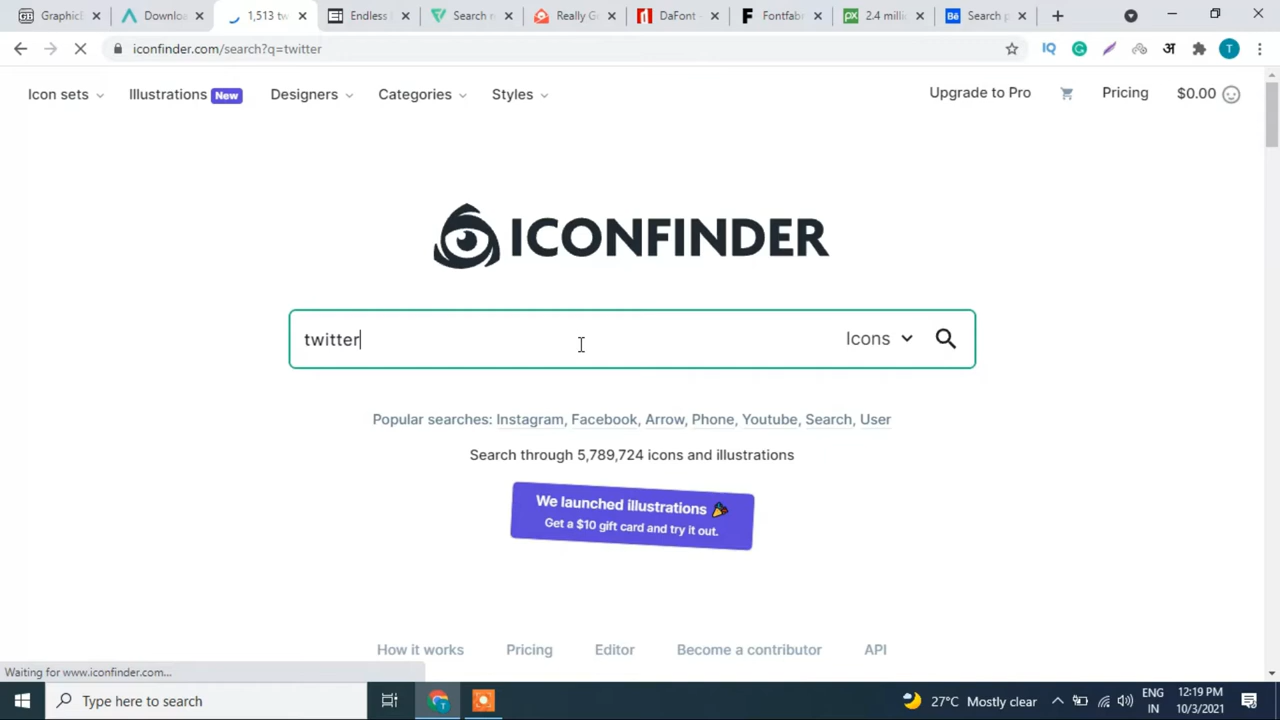 Graphic
Downloa
1,513 tw
Endless
Search
Really G
DaFont -
Fontfab
2.4 milli
Search p
iconfinder.com/search?q=twitter
Icon sets
Illustrations New
Designers
Categories
Styles
Upgrade to Pro
Pricing
$0.00
ICONFINDER
twitter
Icons
Popular searches: Instagram, Facebook, Arrow, Phone, Youtube, Search, User
Search through 5,789,724 icons and illustrations
We launched illustrations
Get a $10 gift card and try it out.
How it works
Pricing
Editor
Become a contributor
API
Waiting for www.iconfinder.com...
Type here to search
27°C Mostly clear
ENG
IN
12:19 PM
10/3/2021